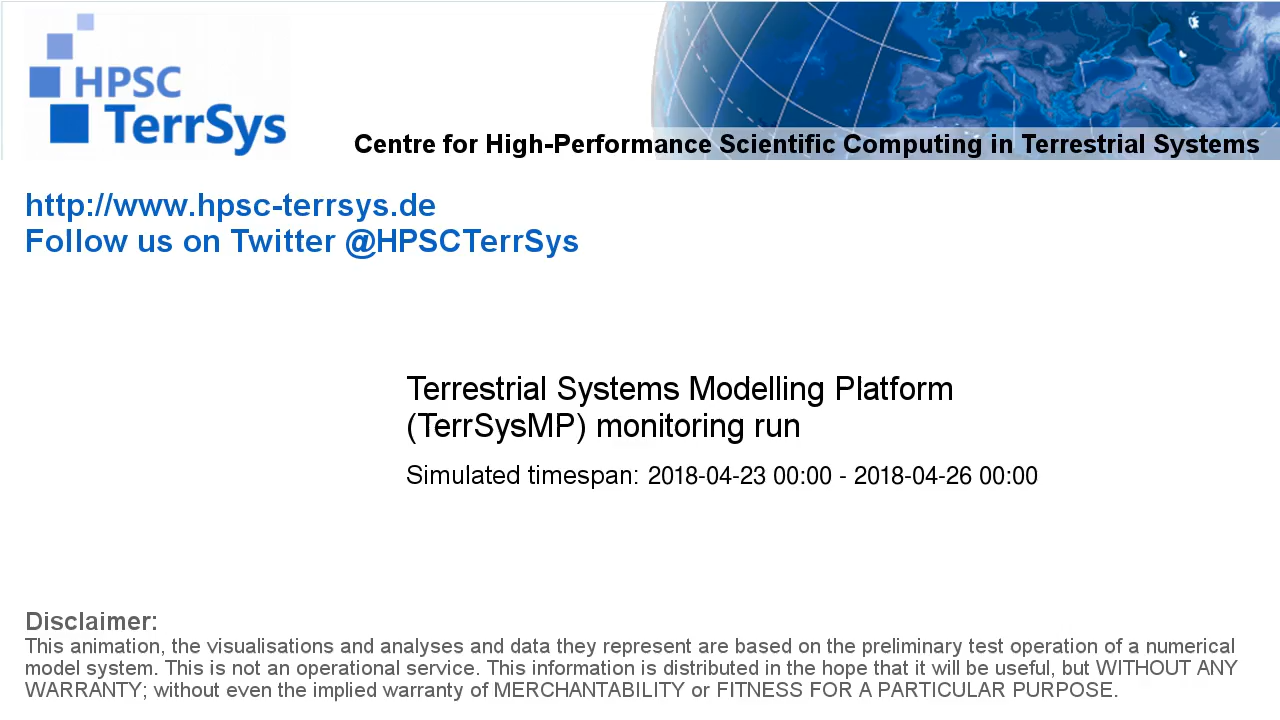 HPSC
TerrSys
Centre for High-Performance Scientific Computing in Terrestrial Systems
http://www.hpsc-terrsys.de
Follow us on Twitter @HPSCTerrSys
Terrestrial Systems Modelling Platform
(TerrSysMP) monitoring run
Simulated timespan: 2018-04-23 00:00 - 2018-04-26 00:00
Disclaimer:
This animation, the visualisations and analyses and data they represent are based on the preliminary test operation of a numerical
model system. This is not an operational service. This information is distributed in the hope that it will be useful, but WITHOUT ANY
WARRANTY; without even the implied warranty of MERCHANTABILITY or FITNESS FOR A PARTICULAR PURPOSE.